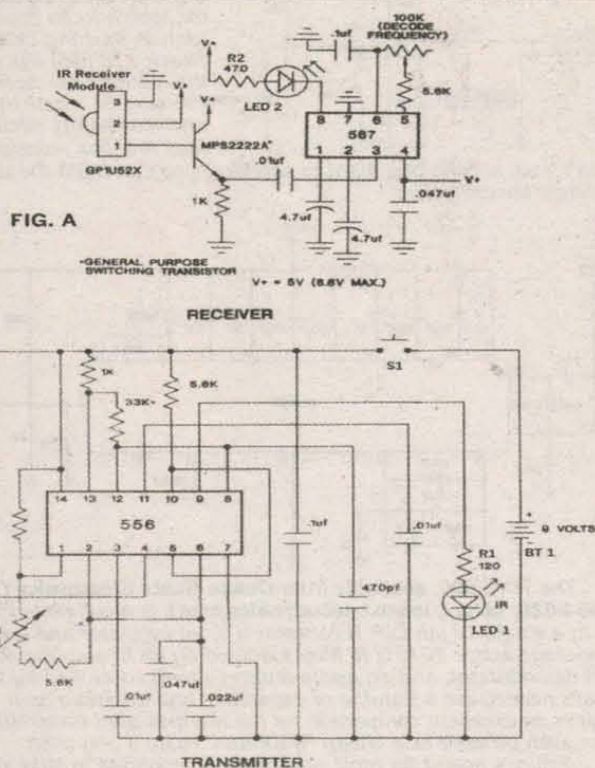 100K
(DECODE
FREQUENCY)
.1uf
V+
R2
470
IR Receiver
Module
V+
5.6K
LED 2
3
2
1
V+
8 7 6 5
567
1 2 3 4
MPS2222A*
GP1U52X
.01uf
V+
1K
.047uf
FIG. A
4.7uf
4.7uf
*GENERAL PURPOSE
SWITCHING TRANSISTOR
V+ = 5V (6.8V MAX.)
RECEIVER
S1
1K
5.6K
33K*
14 13 12 11 10 9 8
556
1 2 3 4 5 6 7
.1uf
.01uf
+
9 VOLTS
BT 1
R1
120
470pf
IR
LED 1
5.6K
.01uf
.047uf
.022uf
TRANSMITTER